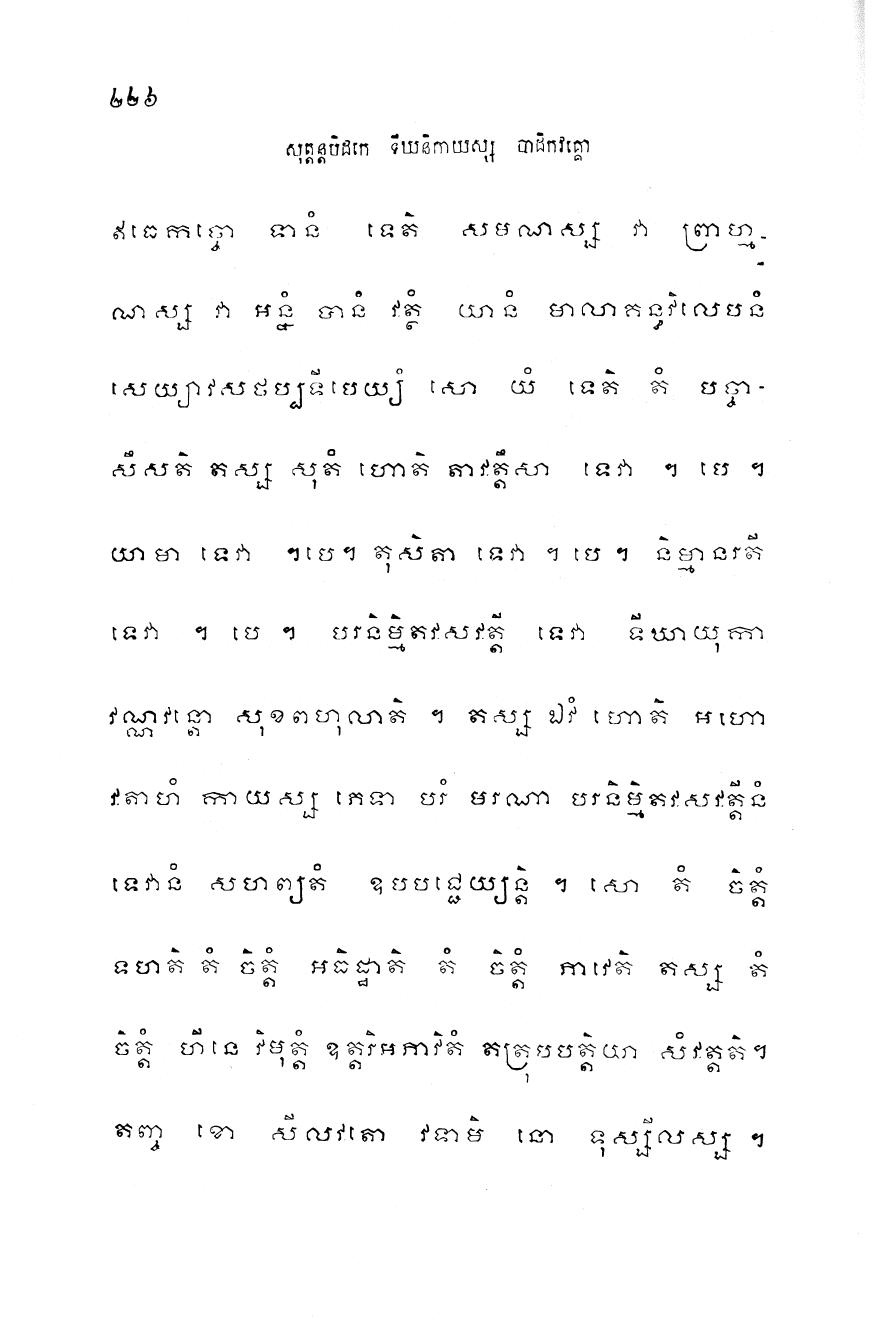 ២២៦
សុត្តន្តបិដកេ ទីឃនិកាយស្ស បាដិកវគ្គោ
ឥធេកច្ចោ ទានំ ទេតិ សមណស្ស វា ព្រាហ្ម-
ណស្ស វា អន្នំ បានំ វត្ថំ យានំ មាលាគន្ធវិលេបនំ
សេយ្យាវសថប្បទីបេយ្យំ សោ យំ ទេតិ តំ បច្ចា-
សឹសតិ តស្ស សុតំ ហោតិ តាវត្តឹសា ទេវា ។ បេ ។
យាមា ទេវា ។បេ។ តុសិតា ទេវា ។ បេ ។ និម្មានរតី
ទេវា ។ បេ ។ បរនិម្មិតវសវត្តី ទេវា ទីឃាយុកា
វណ្ណវន្តោ សុខពហុលាតិ ។ តស្ស ឯវំ ហោតិ អហោ
វតាហំ កាយស្ស ភេទា បរំ មរណា បរនិម្មិតវសវត្តីនំ
ទេវានំ សហព្យតំ ឧបបជ្ជេយ្យន្តិ ។ សោ តំ ចិត្តំ
ទហតិ តំ ចិត្តំ អធិដ្ឋាតិ តំ ចិត្តំ ភាវេតិ តស្ស តំ
ចិត្តំ ហីនេ វិមុត្តំ ឧត្តរិអភាវិតំ តត្រុបបត្តិយា សំវត្តតិ។
តញ្ច ខោ សីលវតោ វទាមិ នោ ទុស្សីលស្ស ។